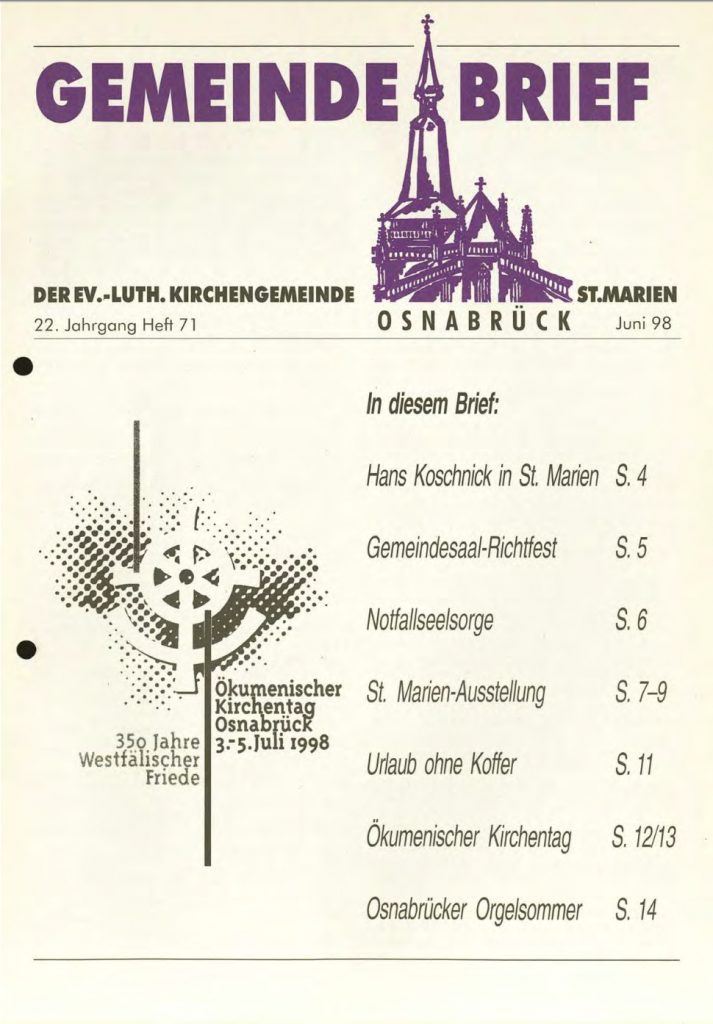 GEMEINDE BRIEF
DER EV.-LUTH. KIRCHENGEMEINDE ST.MARIEN
22. Jahrgang Heft 71 OSNABRÜCK Juni 98
In diesem Brief:
Hans Koschnick in St. Marien S. 4
Gemeindesaal-Richtfest S. 5
Notfallseelsorge S. 6
St. Marien-Ausstellung S. 7–9
Urlaub ohne Koffer S. 11
Ökumenischer Kirchentag S. 12/13
Osnabrücker Orgelsommer S. 14
Ökumenischer
Kirchentag
Osnabrück
3.-5. Juli 1998
350 Jahre
Westfälischer
Friede